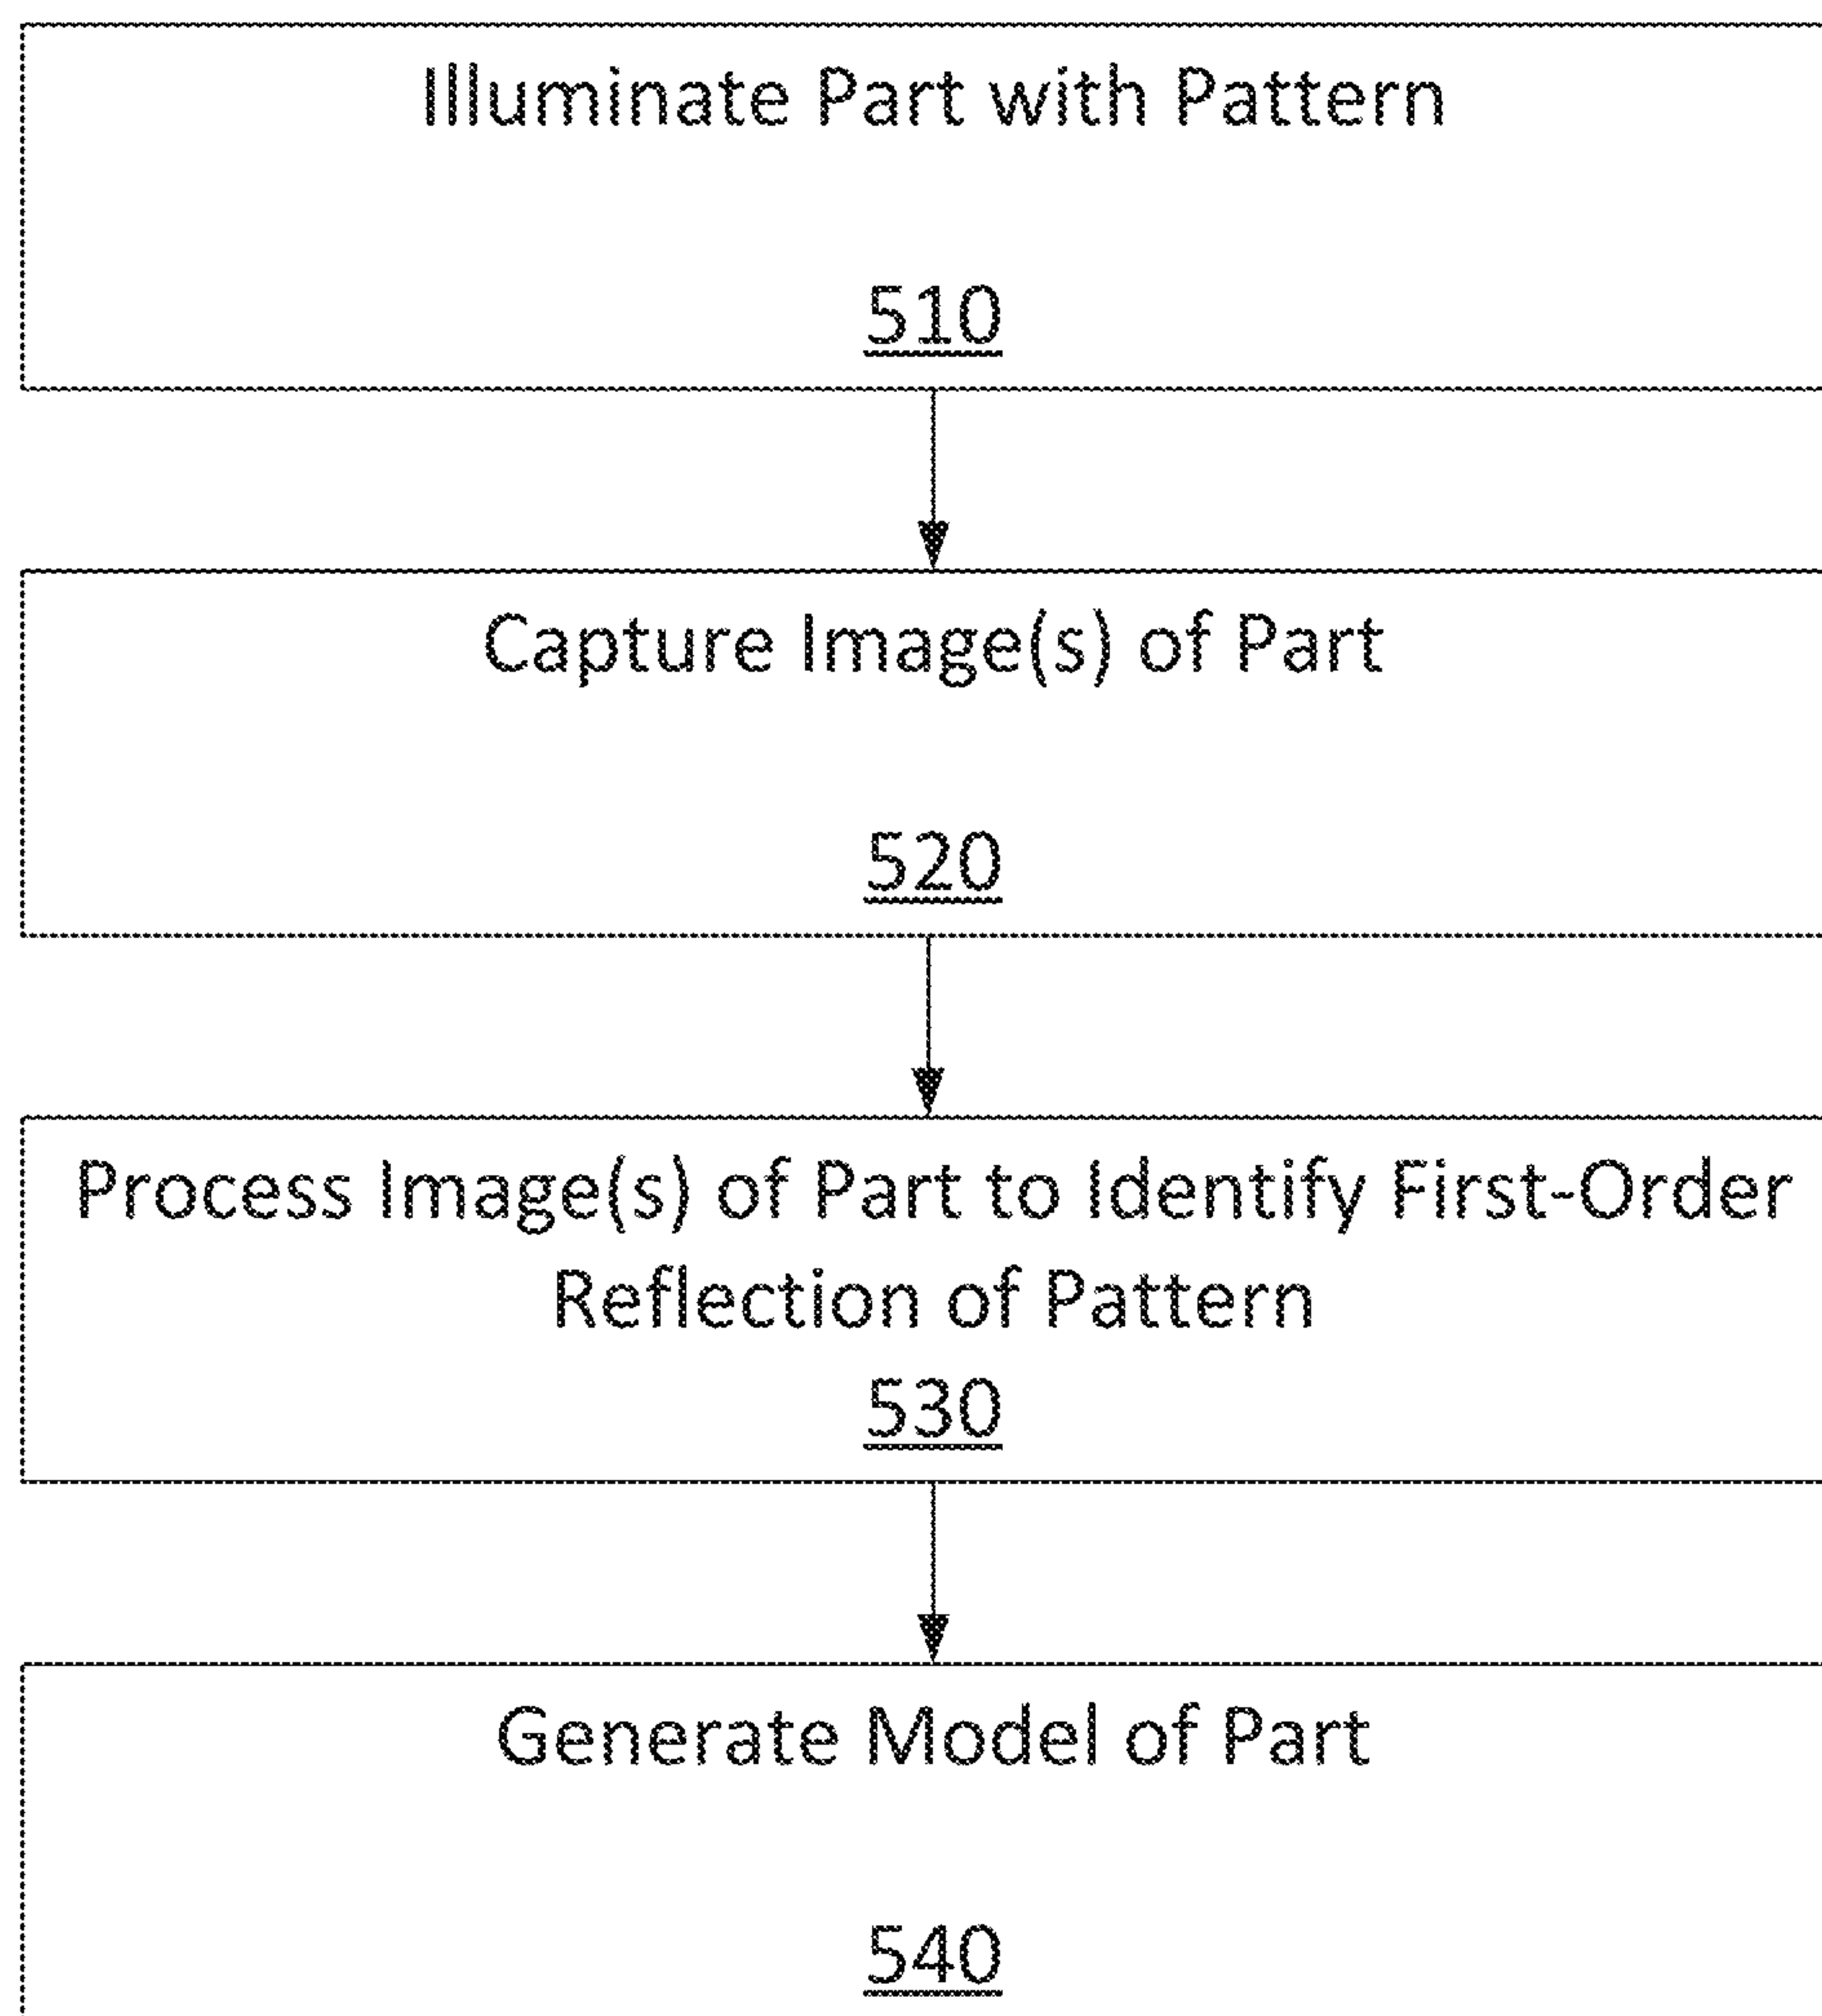 Illuminate Part with Pattern
510
Capture Image(s) of Part
520
Process Image(s) of Part to Identify First-Order
Reflection of Pattern
530
Generate Model of Part
540